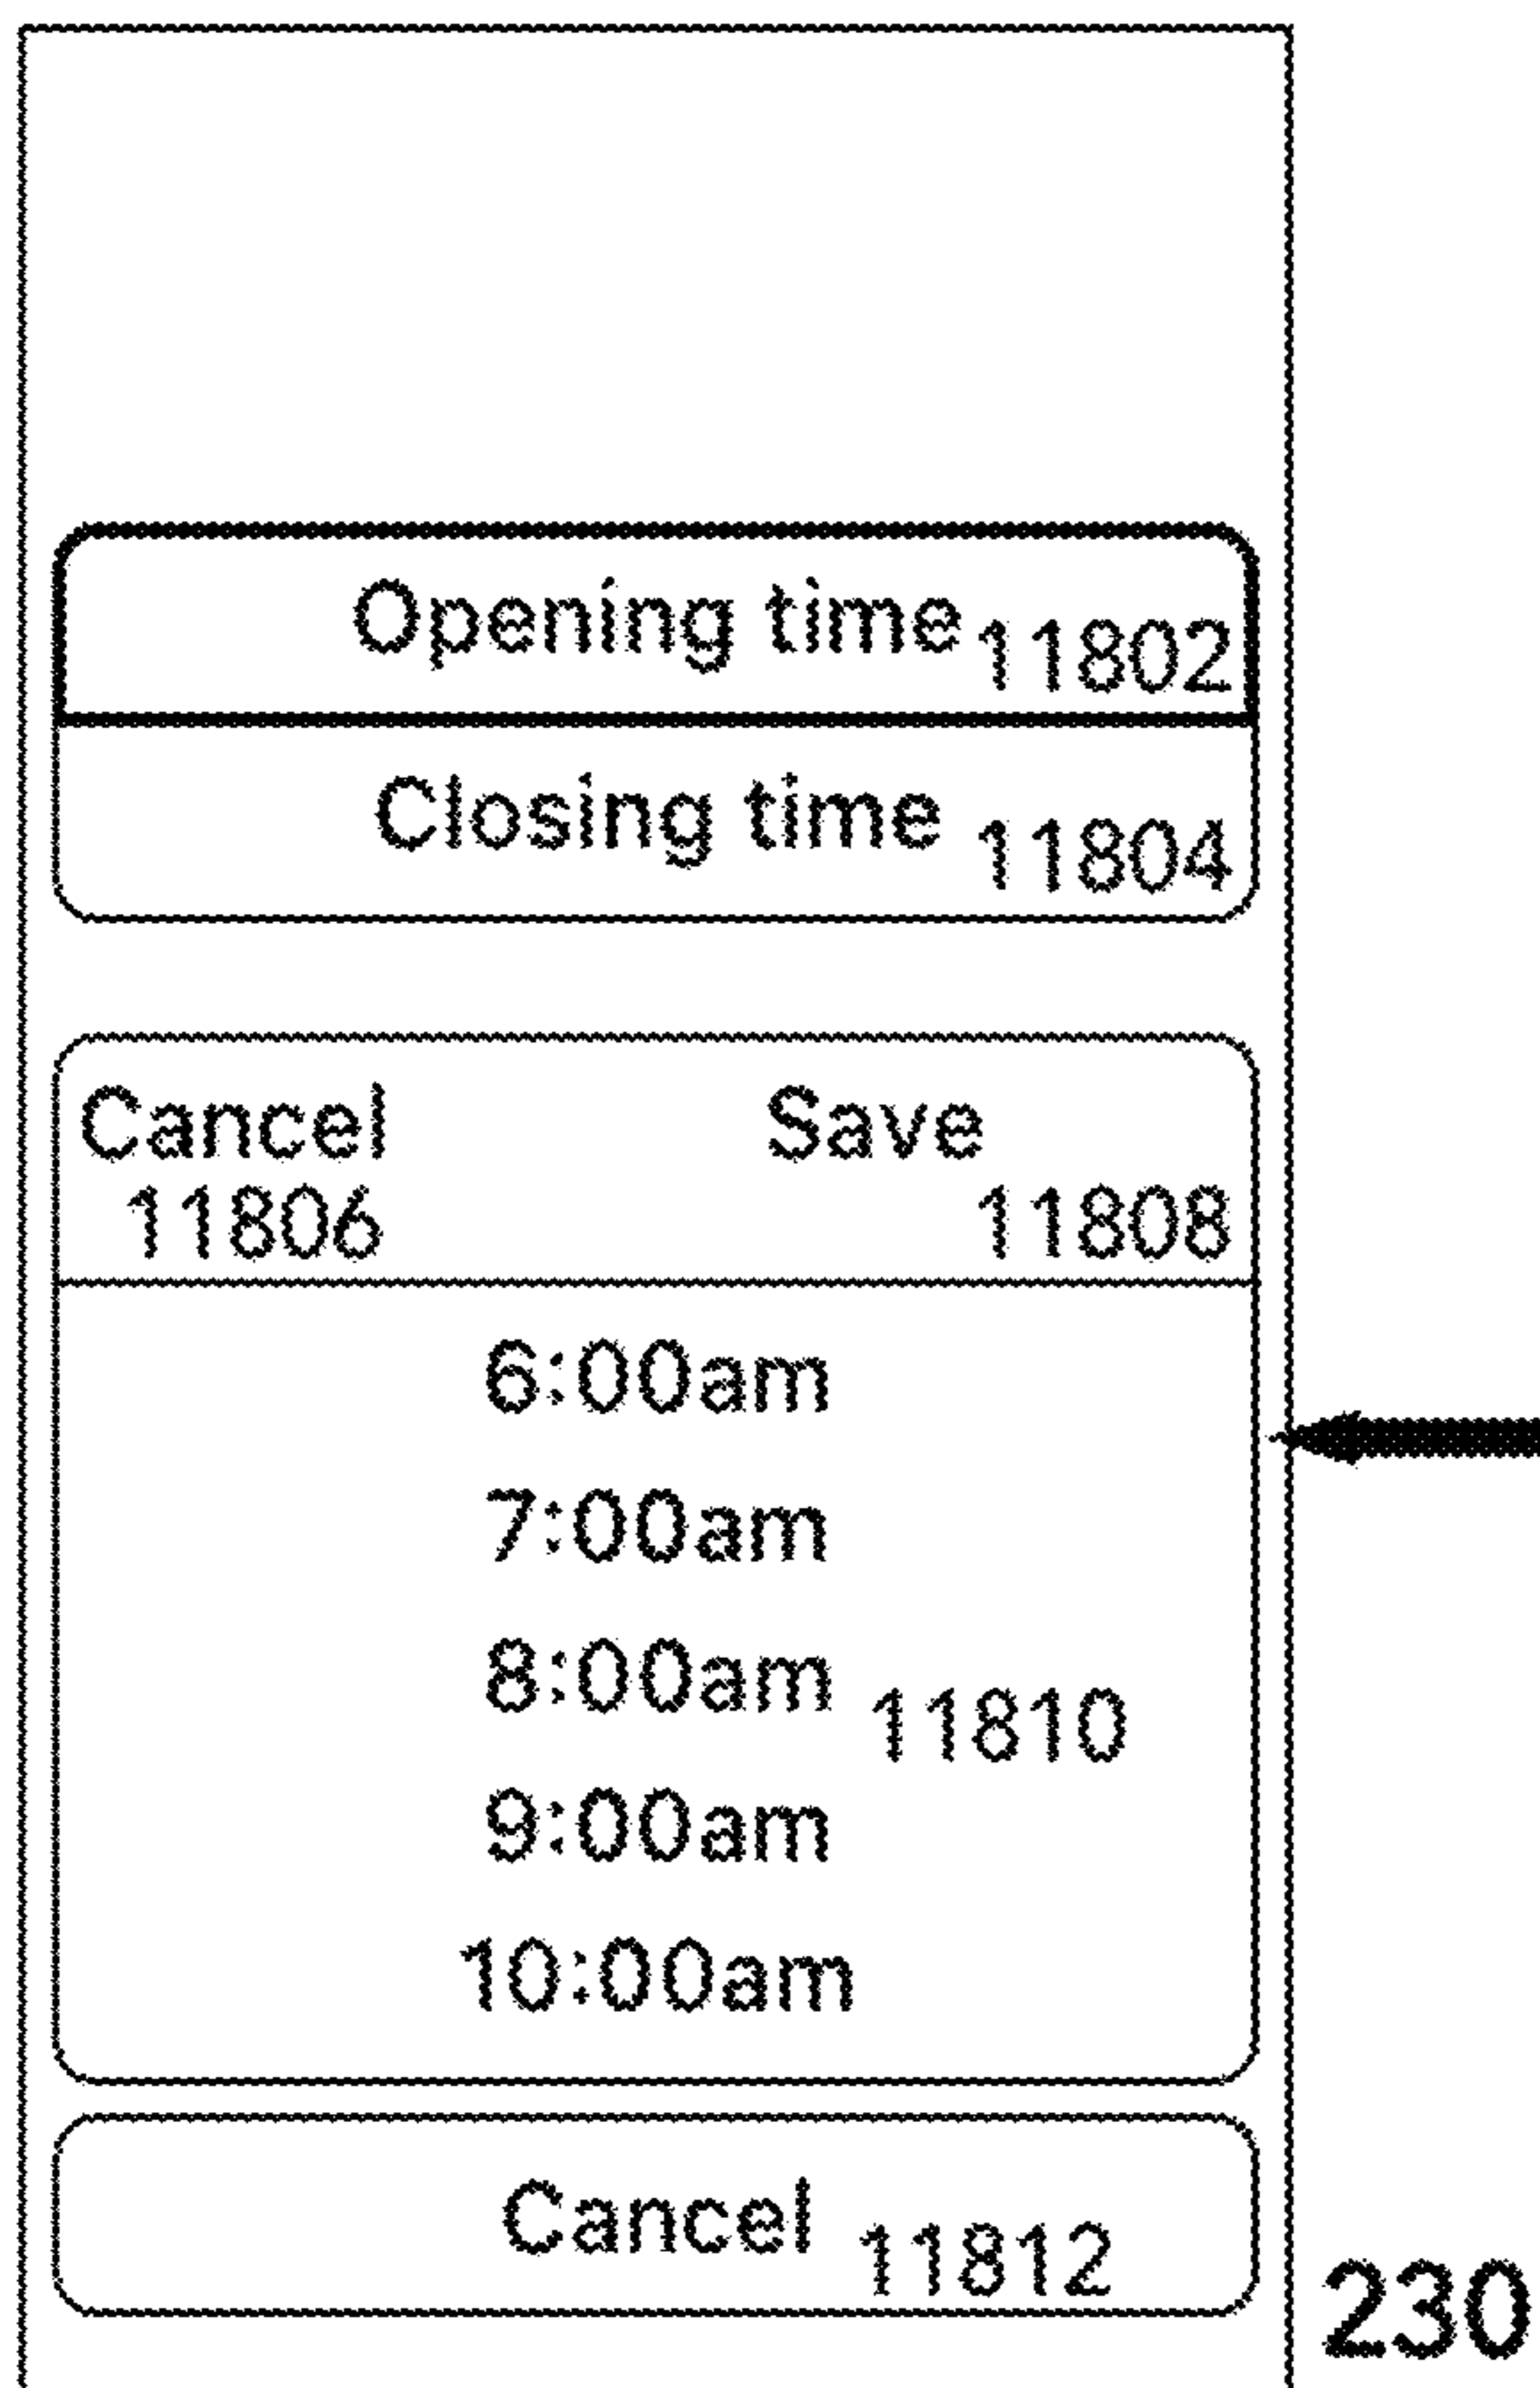 Opening time 11802
Closing time 11804
Cancel Save
11806 11808
6:00am
7:00am
8:00am 11810
9:00am
10:00am
Cancel 11812
230